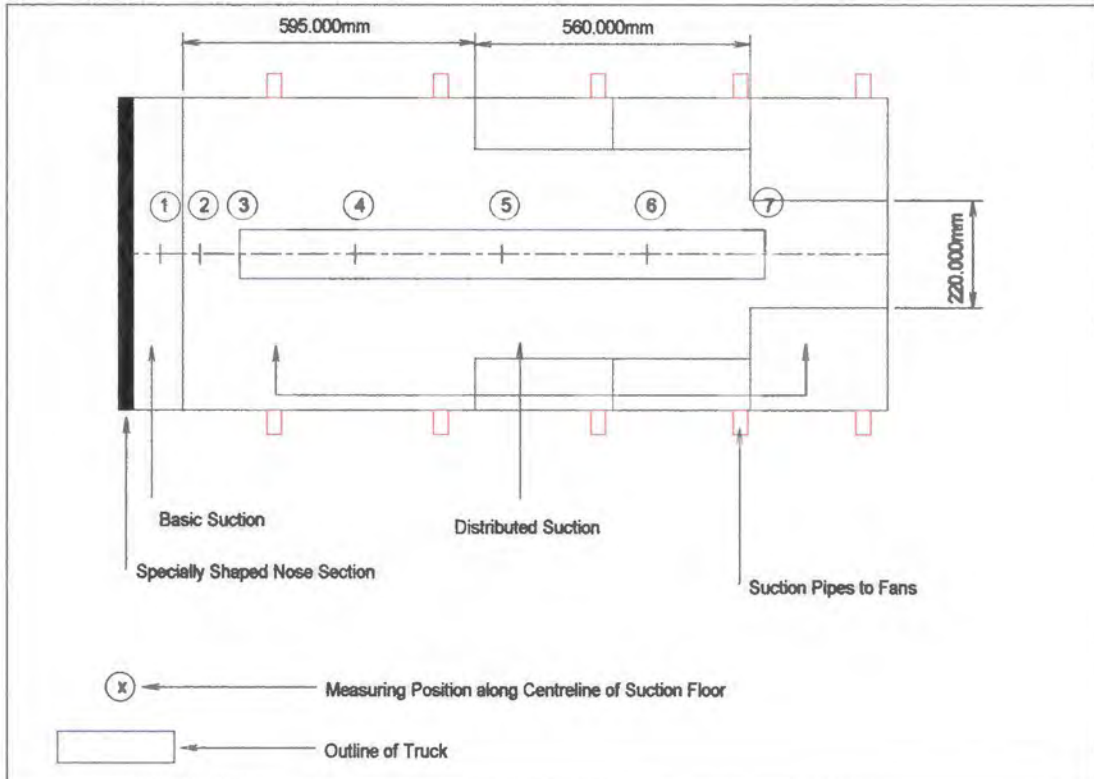 595.000mm
560.000mm
1
2
3
4
5
6
7
220.000mm
Basic Suction
Distributed Suction
Specially Shaped Nose Section
Suction Pipes to Fans
x
Measuring Position along Centreline of Suction Floor
Outline of Truck